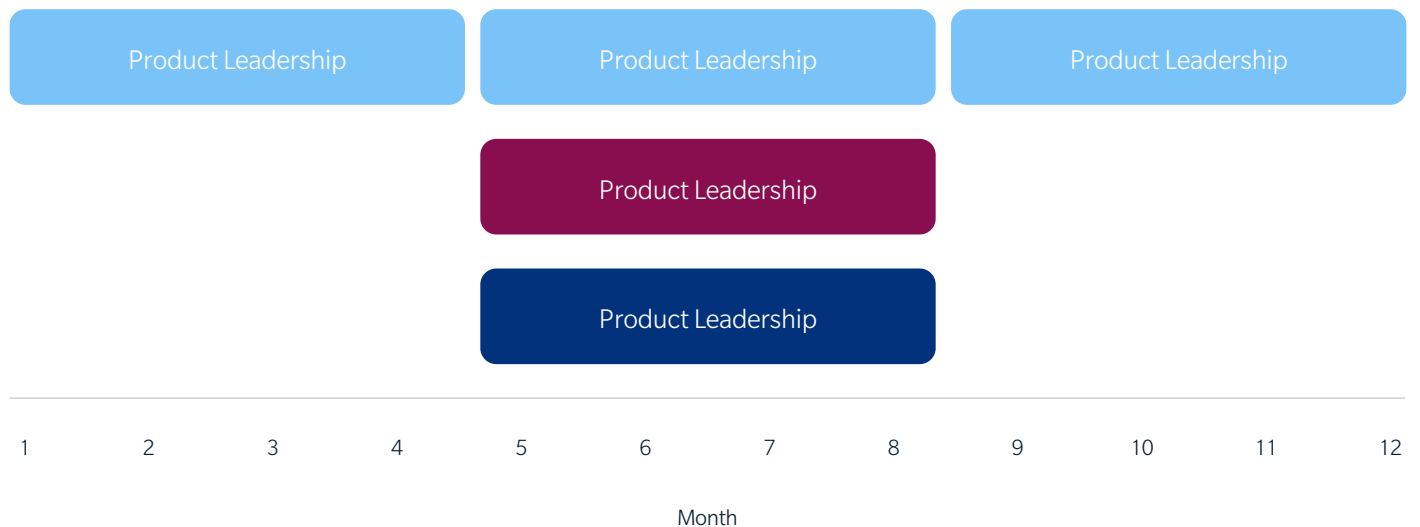 Product Leadership Product Leadership Product Leadership
Product Leadership
Product Leadership
1 2 3 4 5 6 7 8 9 10 11 12
Month